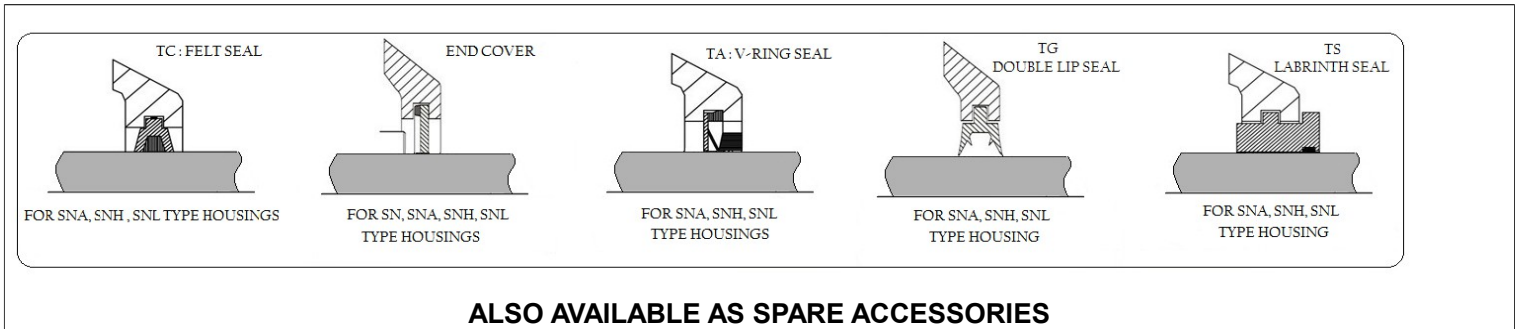 TC : FELT SEAL
FOR SNA, SNH , SNL TYPE HOUSINGS
END COVER
FOR SN, SNA, SNH, SNL
TYPE HOUSINGS
TA : V-RING SEAL
FOR SNA, SNH, SNL
TYPE HOUSINGS
TG
DOUBLE LIP SEAL
FOR SNA, SNH, SNL
TYPE HOUSING
TS
LABRINTH SEAL
FOR SNA, SNH, SNL
TYPE HOUSING
ALSO AVAILABLE AS SPARE ACCESSORIES